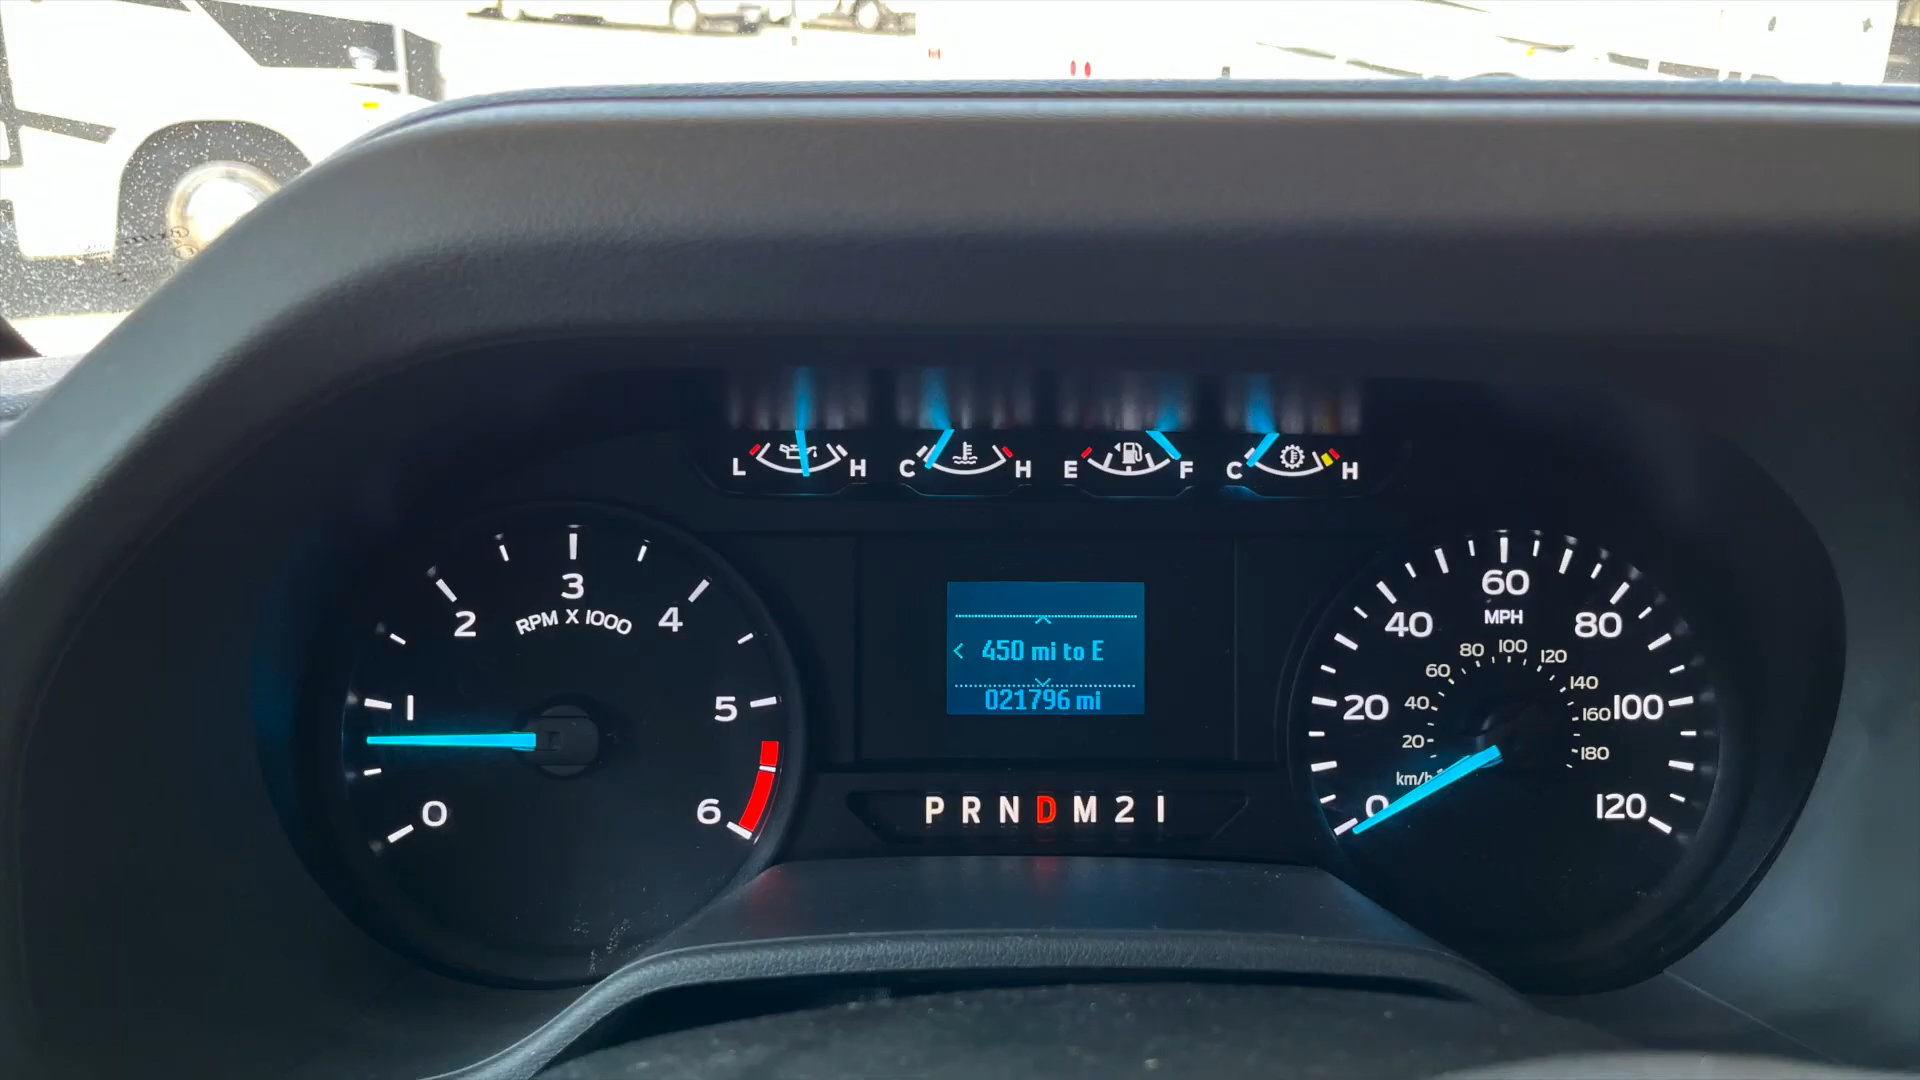 L H C H E F C H
0 1 2 3 4 5 6
RPM X 1000
< 450 mi to E
021796 mi
P R N D M 2 1
0 20 40 60 80 100 120
MPH
20 40 60 80 100 120 140 160 180
km/h